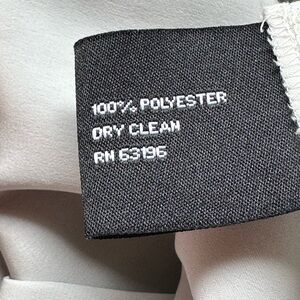 100% POLYESTER
DRY CLEAN
RN 63196